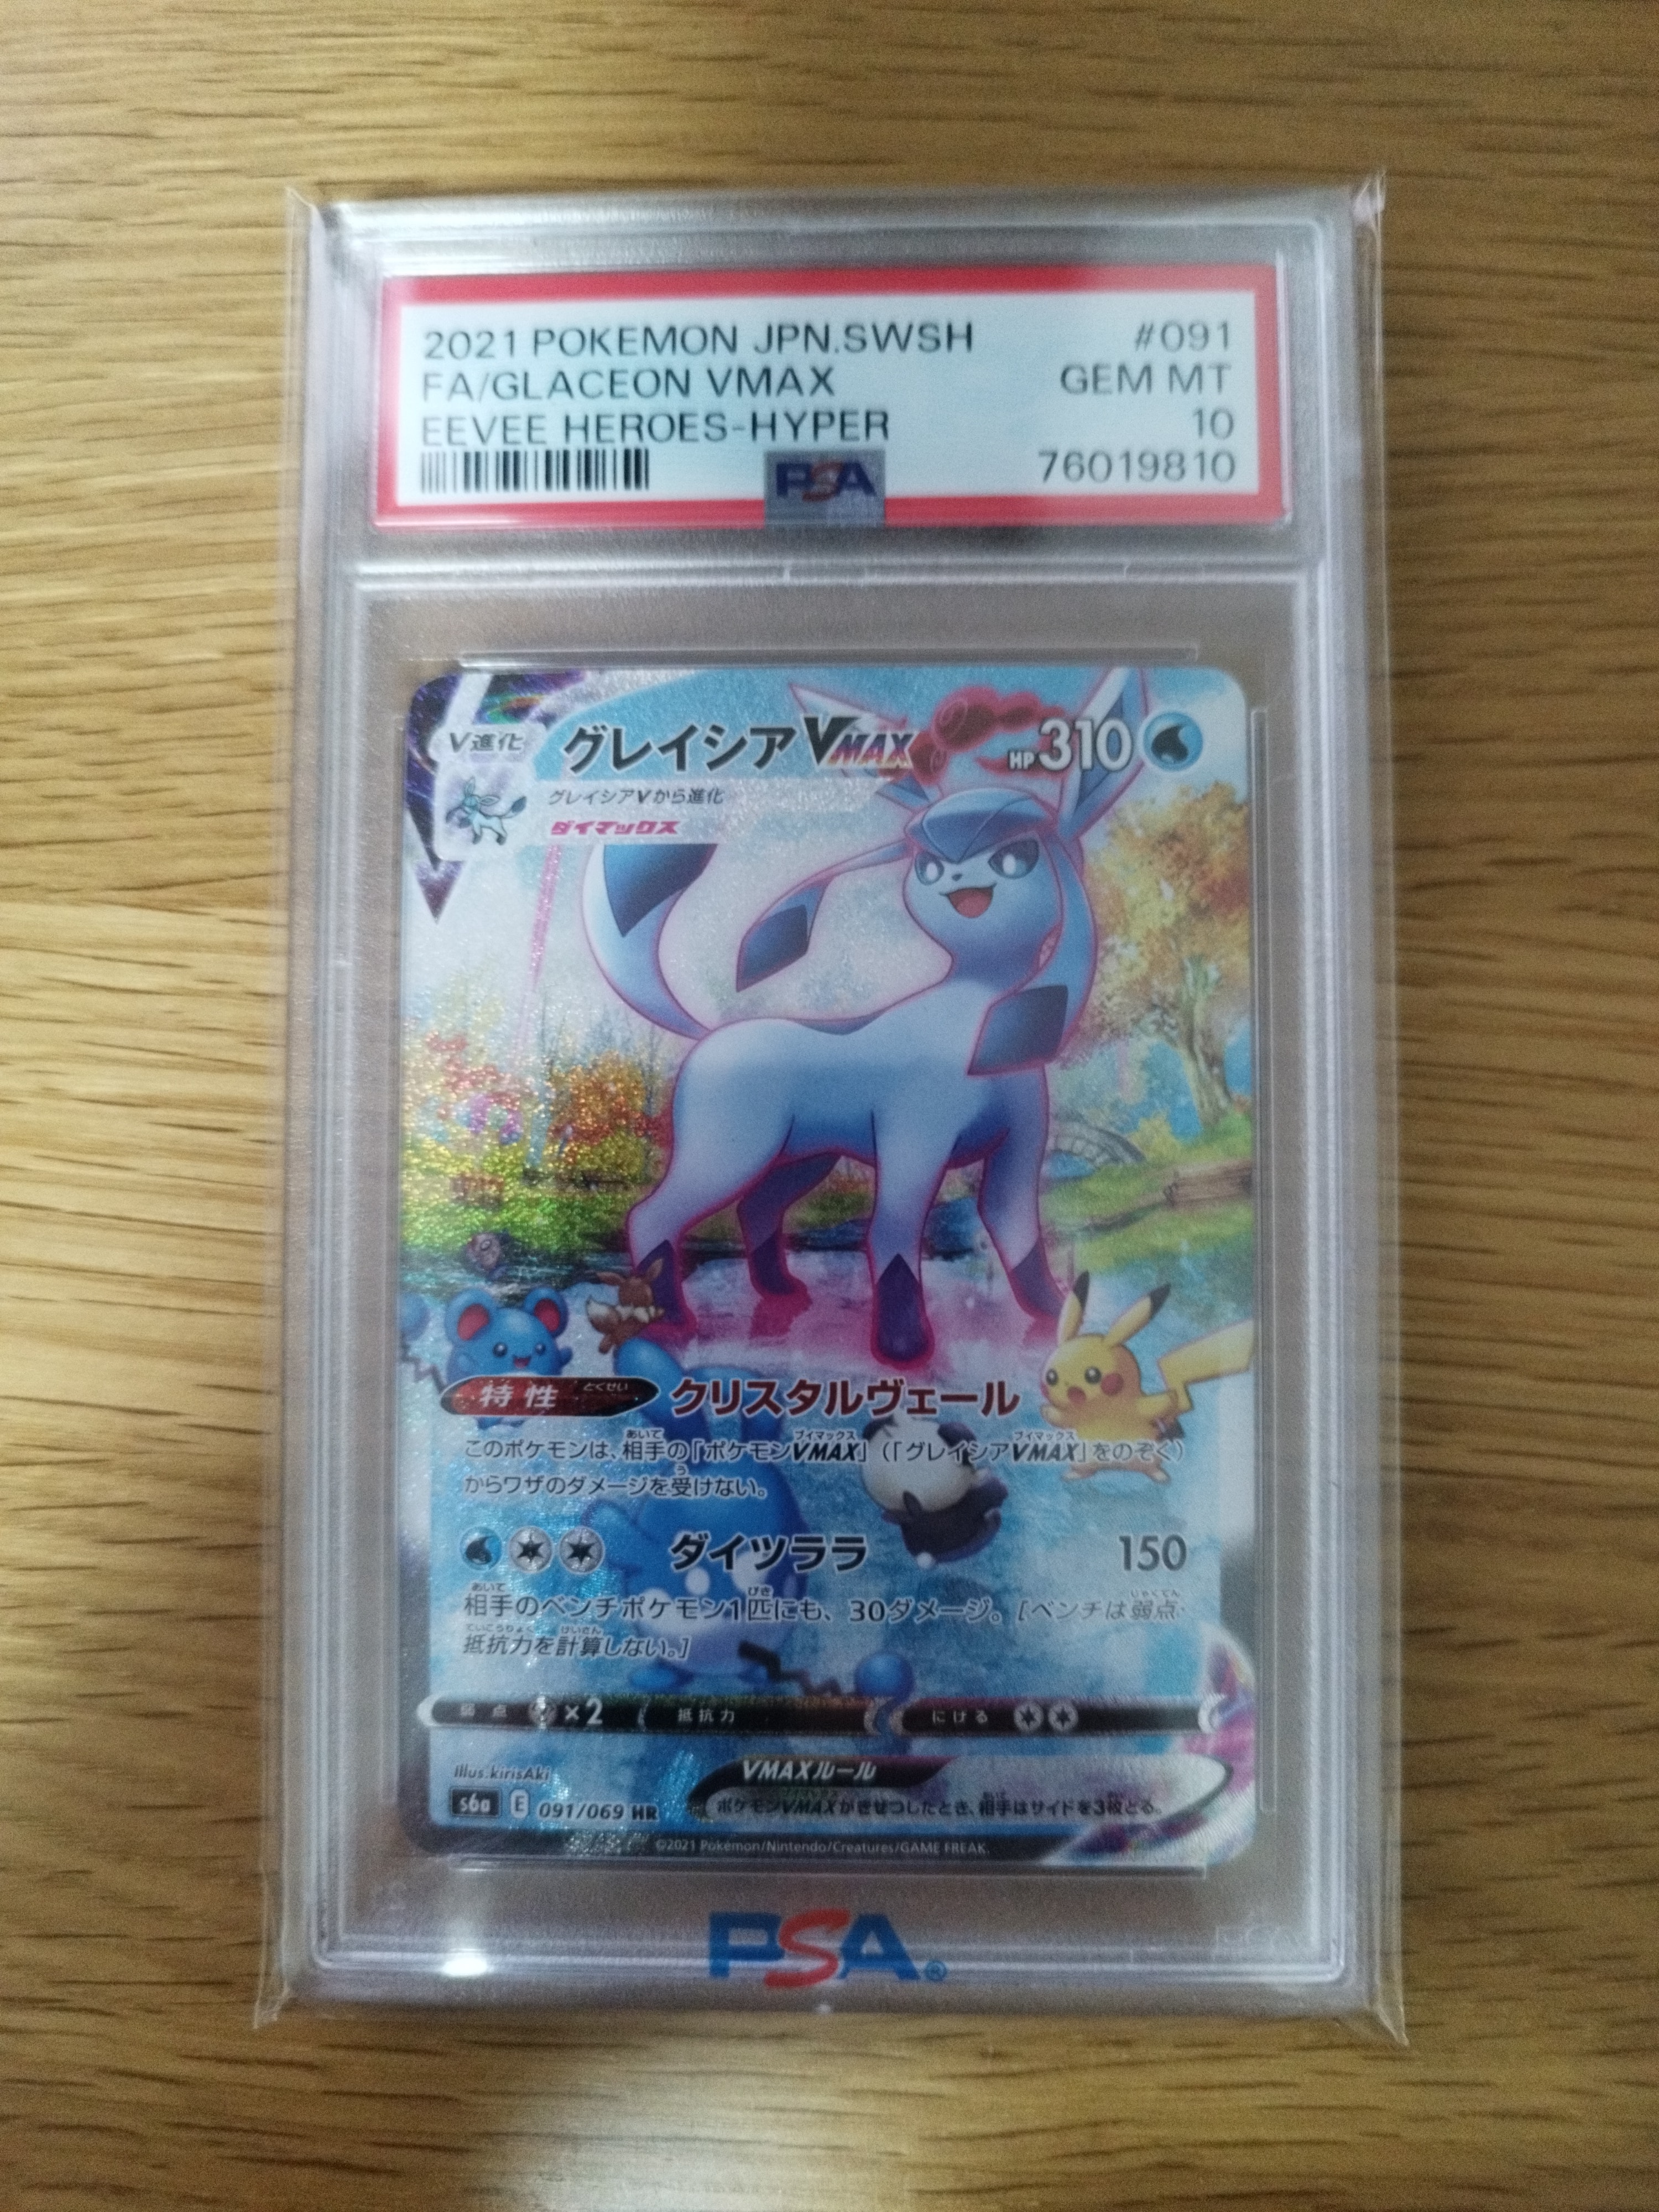 2021 POKEMON JPN.SWSH #091
FA/GLACEON VMAX GEM MT
EEVEE HEROES-HYPER 10
76019810
PSA
V進化
グレイシアVMAX HP310
グレイシアVから進化
ダイマックス
特性 とくせい クリスタルヴェール
このポケモンは、相手の「ポケモンVMAX」(「グレイシアVMAX」をのぞく)
からワザのダメージを受けない。
ダイツララ 150
相手のベンチポケモン1匹にも、30ダメージ。[ベンチは弱点・
抵抗力を計算しない。]
弱点 ×2 抵抗力 にげる
Illus.kirisAki
VMAXルール
s6a E 091/069 HR
ポケモンVMAXがきぜつしたとき、相手はサイドを3枚とる。
©2021 Pokémon/Nintendo/Creatures/GAME FREAK.
PSA®